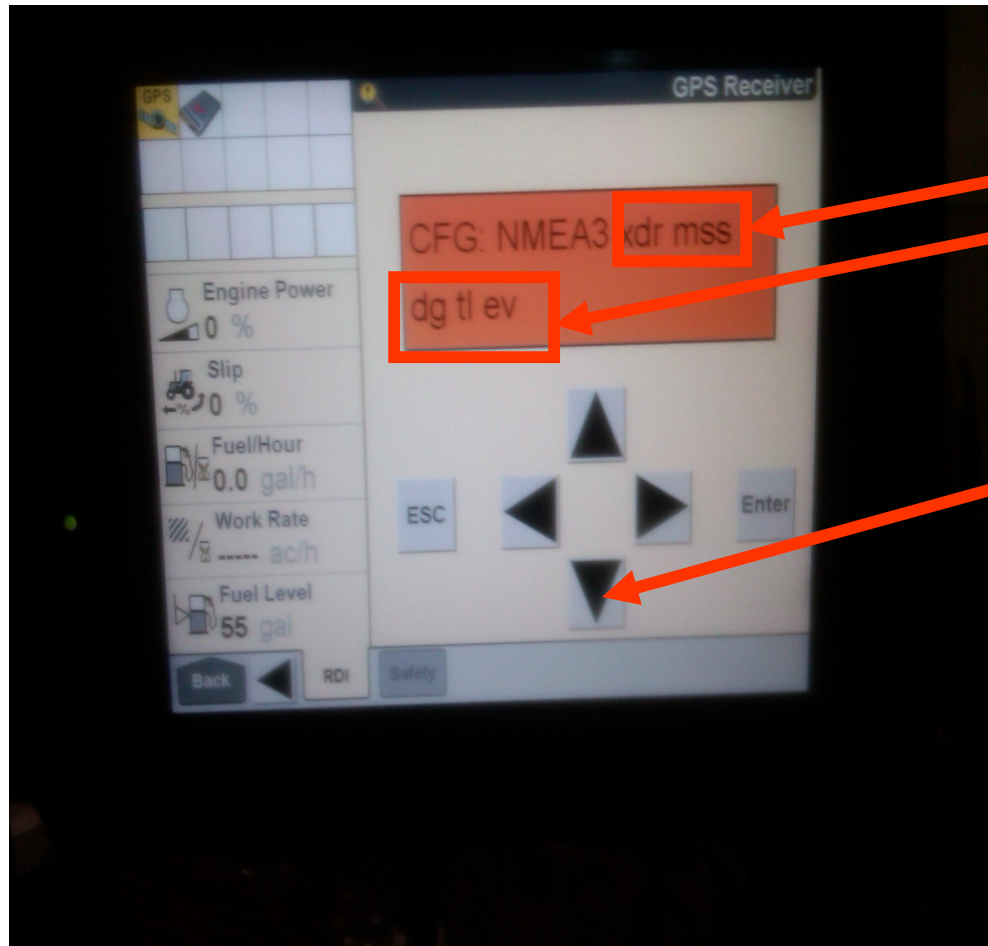 GPS
GPS Receiver
CFG: NMEA3 xdr mss
dg tl ev
Engine Power
0 %
Slip
0 %
Fuel/Hour
0.0 gal/h
Work Rate
----- ac/h
Fuel Level
55 gal
ESC
Enter
Back
RDI
Safety